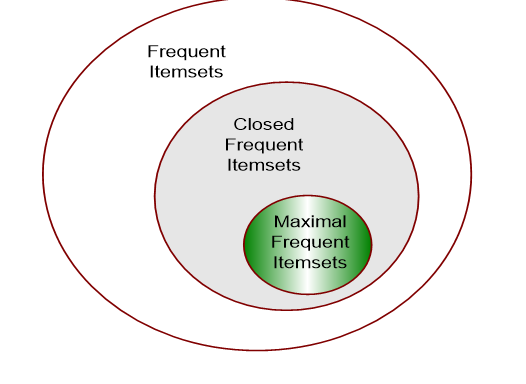 Frequent
Itemsets
Closed
Frequent
Itemsets
Maximal
Frequent
Itemsets